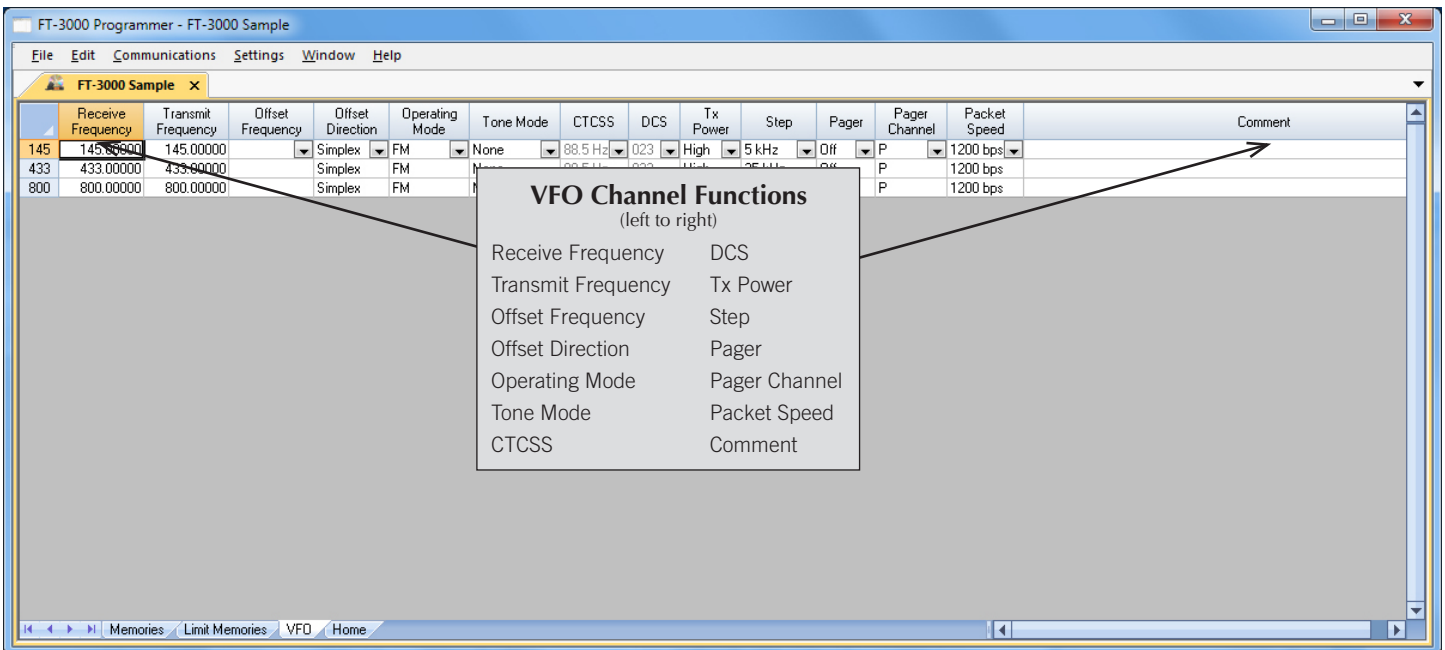 FT-3000 Programmer - FT-3000 Sample
File Edit Communications Settings Window Help
FT-3000 Sample x
Receive Frequency Transmit Frequency Offset Frequency Offset Direction Operating Mode Tone Mode CTCSS DCS Tx Power Step Pager Pager Channel Packet Speed Comment
145 145.00000 145.00000 Simplex FM None 88.5 Hz 023 High 5 kHz Off P 1200 bps
433 433.00000 433.00000 Simplex FM P 1200 bps
800 800.00000 800.00000 Simplex FM P 1200 bps
VFO Channel Functions
(left to right)
Receive Frequency DCS
Transmit Frequency Tx Power
Offset Frequency Step
Offset Direction Pager
Operating Mode Pager Channel
Tone Mode Packet Speed
CTCSS Comment
Memories Limit Memories VFO Home